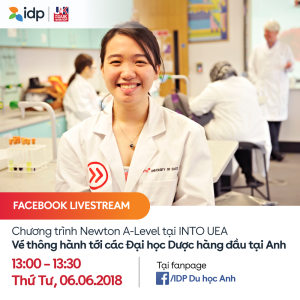 idp
FACEBOOK LIVESTREAM
Chương trình Newton A-Level tại INTO UEA
Vé thông hành tới các Đại học Dược hàng đầu tại Anh
13:00 - 13:30
Thứ Tư, 06.06.2018
Tại fanpage
/IDP Du học Anh